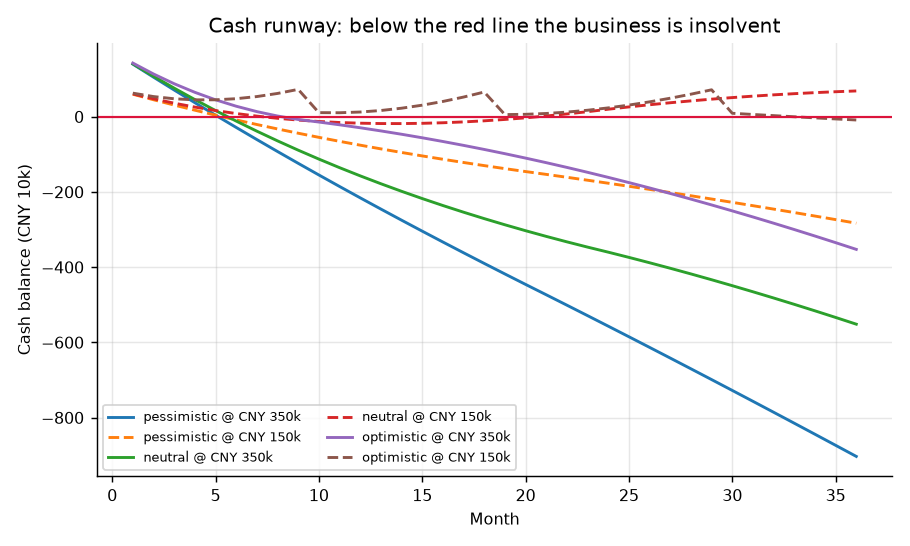 Cash runway: below the red line the business is insolvent
Cash balance (CNY 10k)
0
−200
−400
−600
−800
pessimistic @ CNY 350k
pessimistic @ CNY 150k
neutral @ CNY 350k
neutral @ CNY 150k
optimistic @ CNY 350k
optimistic @ CNY 150k
0 5 10 15 20 25 30 35
Month